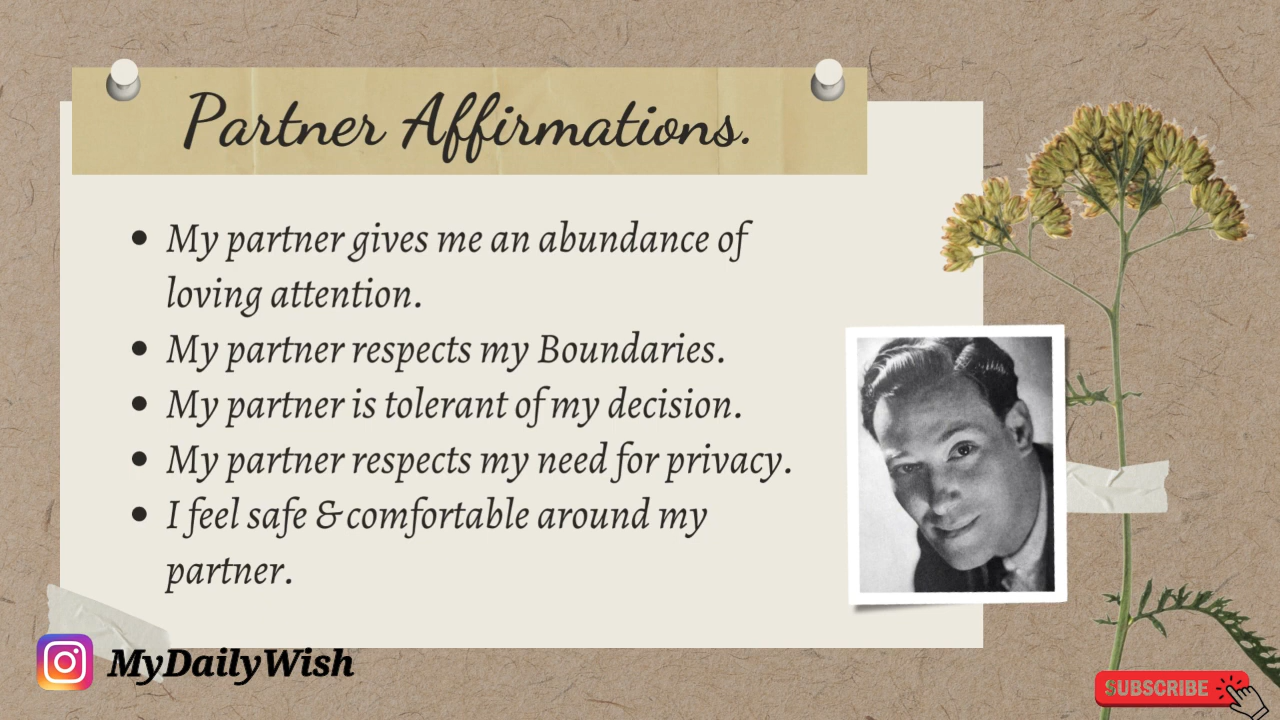 Partner Affirmations.
• My partner gives me an abundance of
loving attention.
• My partner respects my Boundaries.
• My partner is tolerant of my decision.
• My partner respects my need for privacy.
• I feel safe & comfortable around my
partner.
MyDailyWish
SUBSCRIBE